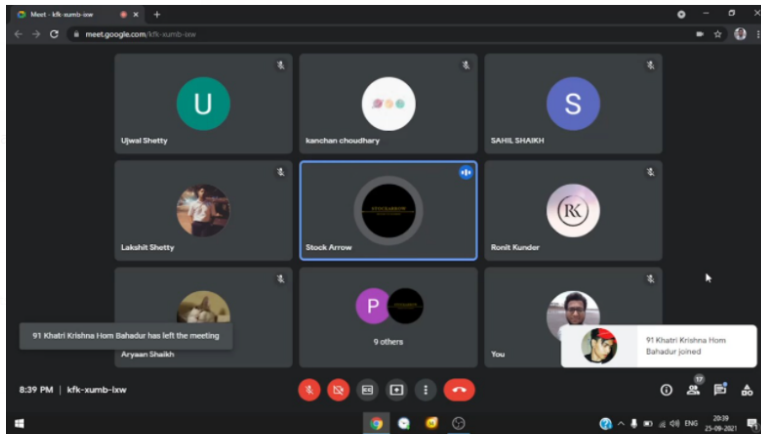 Meet - kfk-xumb-ixw
meet.google.com/kfk-xumb-ixw
U
Ujwal Shetty
kanchan choudhary
S
SAHIL SHAIKH
Lakshit Shetty
STOCKARROW
Stock Arrow
RK
Ronit Kunder
91 Khatri Krishna Hom Bahadur has left the meeting
Aryaan Shaikh
P
9 others
You
91 Khatri Krishna Hom
Bahadur joined
8:39 PM | kfk-xumb-ixw
17
ENG
20:39
25-09-2021